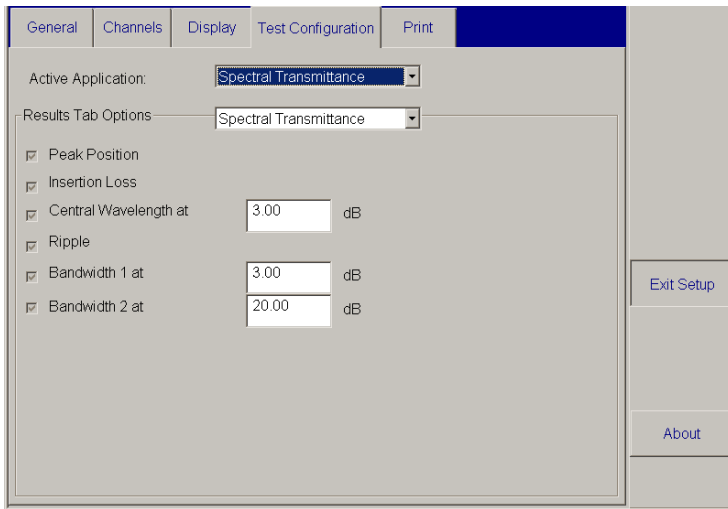 General Channels Display Test Configuration Print
Active Application: Spectral Transmittance
Results Tab Options Spectral Transmittance
Peak Position
Insertion Loss
Central Wavelength at 3.00 dB
Ripple
Bandwidth 1 at 3.00 dB
Exit Setup
Bandwidth 2 at 20.00 dB
About